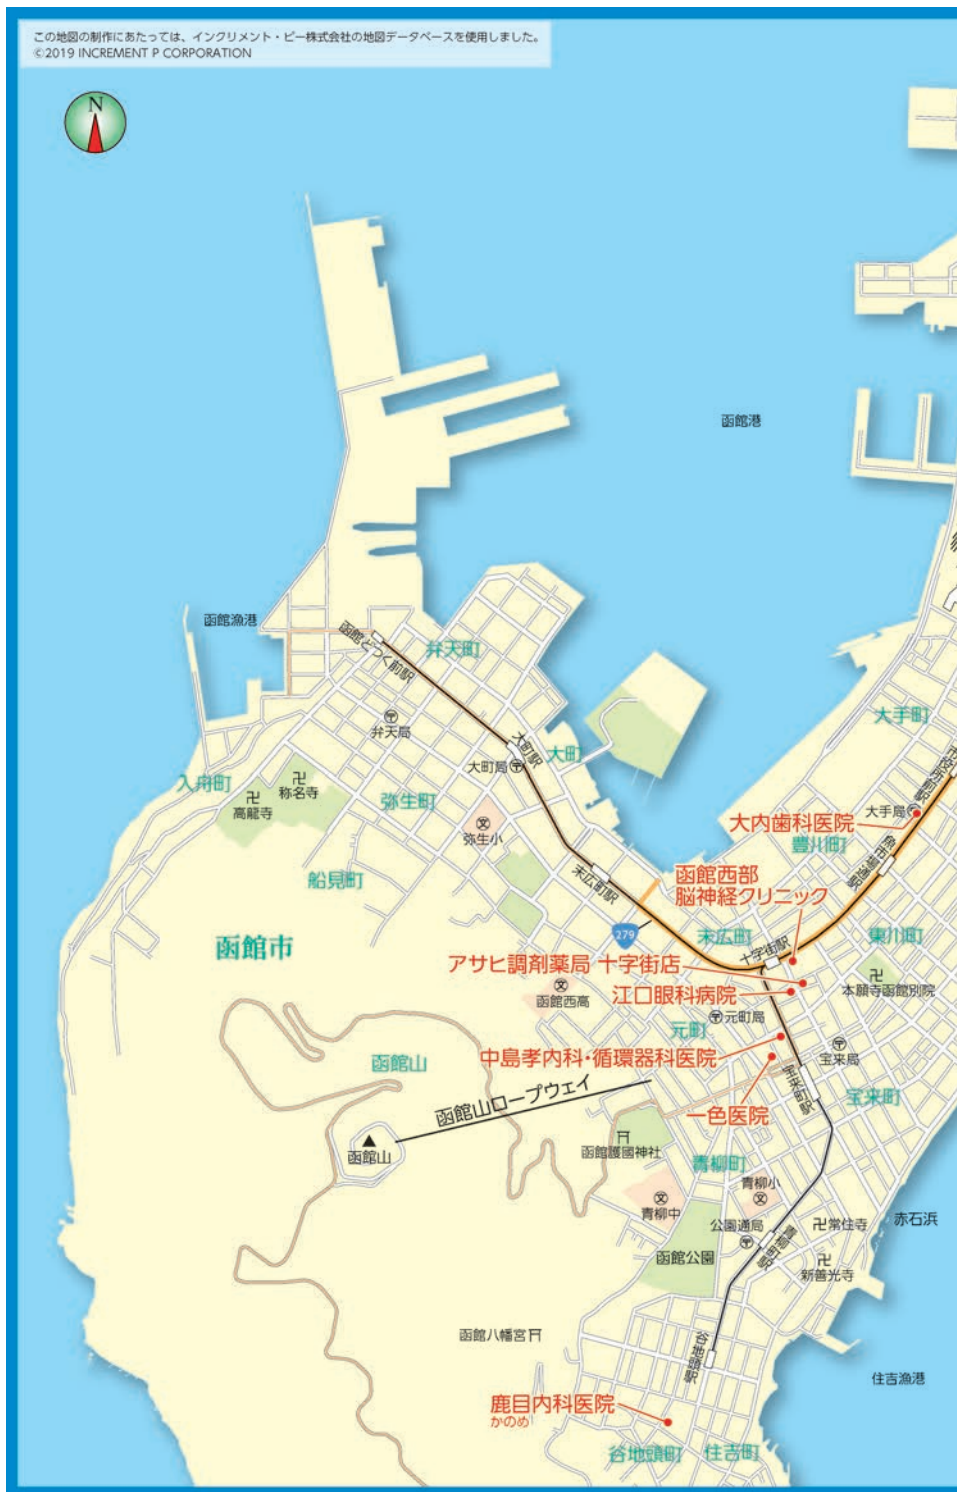 この地図の制作にあたっては、インクリメント・ピー株式会社の地図データベースを使用しました。
©2019 INCREMENT P CORPORATION
N
函館港
函館漁港
函館どつく前駅
弁天町
大手町
弁天局
大町駅
大町
市役所前駅
大町局
入舟町
称名寺
高龍寺
弥生町
大手局
大内歯科医院
弥生小
豊川町
魚市場通駅
船見町
末広町駅
函館西部
脳神経クリニック
函館市
279
末広町
十字街駅
東川町
アサヒ調剤薬局 十字街店
函館西高
江口眼科病院
本願寺函館別院
元町
元町局
函館山
中島孝内科・循環器科医院
宝来局
宝来町駅
函館山ロープウェイ
宝来町
一色医院
函館山
函館護國神社
青柳町
青柳小
青柳中
公園通局
常住寺
赤石浜
青柳町駅
函館公園
新善光寺
函館八幡宮
谷地頭駅
住吉漁港
鹿目内科医院
かのめ
谷地頭町
住吉町